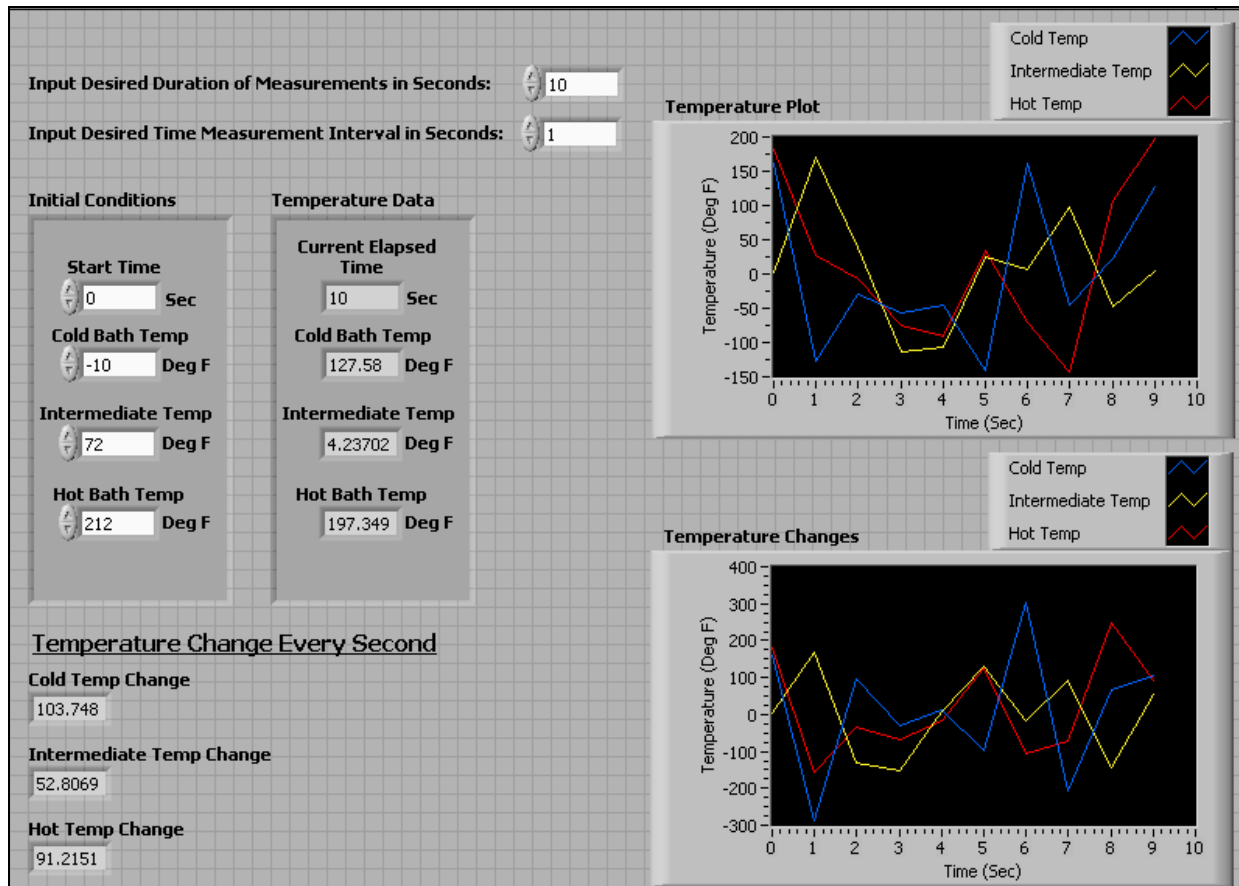 Input Desired Duration of Measurements in Seconds: 10
Input Desired Time Measurement Interval in Seconds: 1
Initial Conditions
Start Time
0 Sec
Cold Bath Temp
-10 Deg F
Intermediate Temp
72 Deg F
Hot Bath Temp
212 Deg F
Temperature Data
Current Elapsed
Time
10 Sec
Cold Bath Temp
127.58 Deg F
Intermediate Temp
4.23702 Deg F
Hot Bath Temp
197.349 Deg F
Temperature Change Every Second
Cold Temp Change
103.748
Intermediate Temp Change
52.8069
Hot Temp Change
91.2151
Cold Temp
Intermediate Temp
Hot Temp
Temperature Plot
Temperature (Deg F)
200
150
100
50
0
-50
-100
-150
0 1 2 3 4 5 6 7 8 9 10
Time (Sec)
Cold Temp
Intermediate Temp
Hot Temp
Temperature Changes
Temperature (Deg F)
400
300
200
100
0
-100
-200
-300
0 1 2 3 4 5 6 7 8 9 10
Time (Sec)